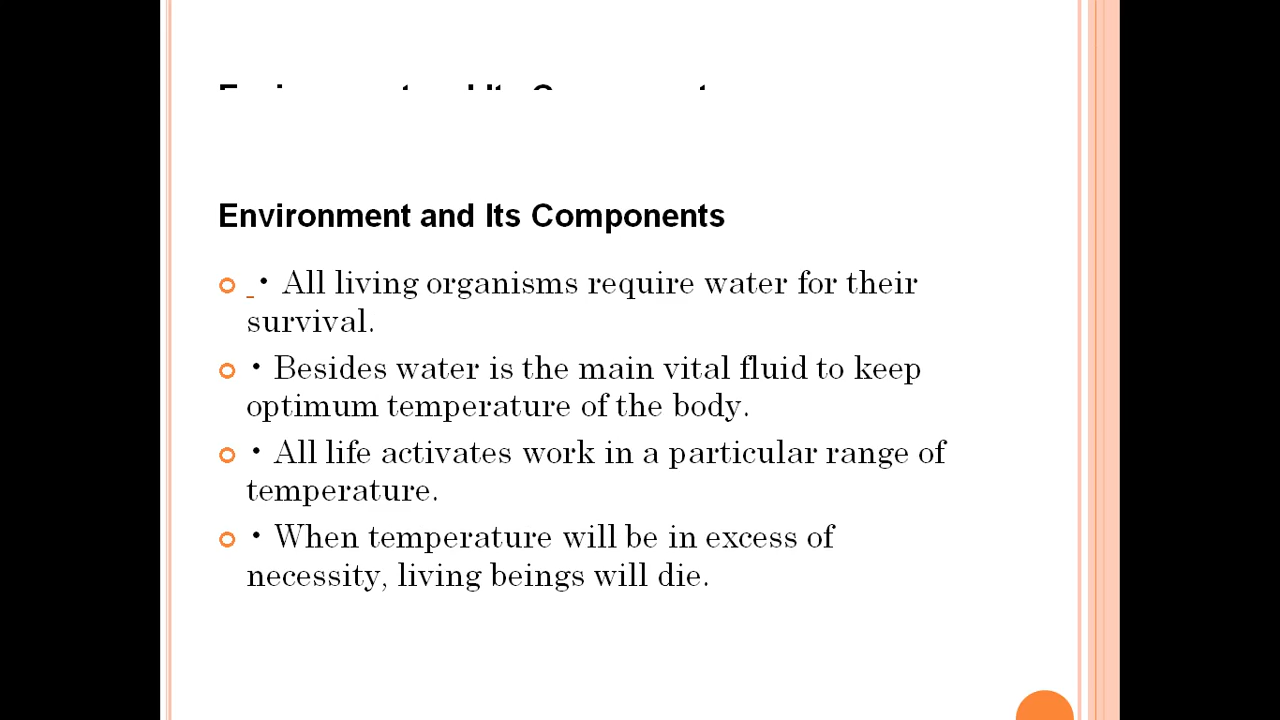 Environment and Its Components
Environment and Its Components
• All living organisms require water for their
survival.
• Besides water is the main vital fluid to keep
optimum temperature of the body.
• All life activates work in a particular range of
temperature.
• When temperature will be in excess of
necessity, living beings will die.